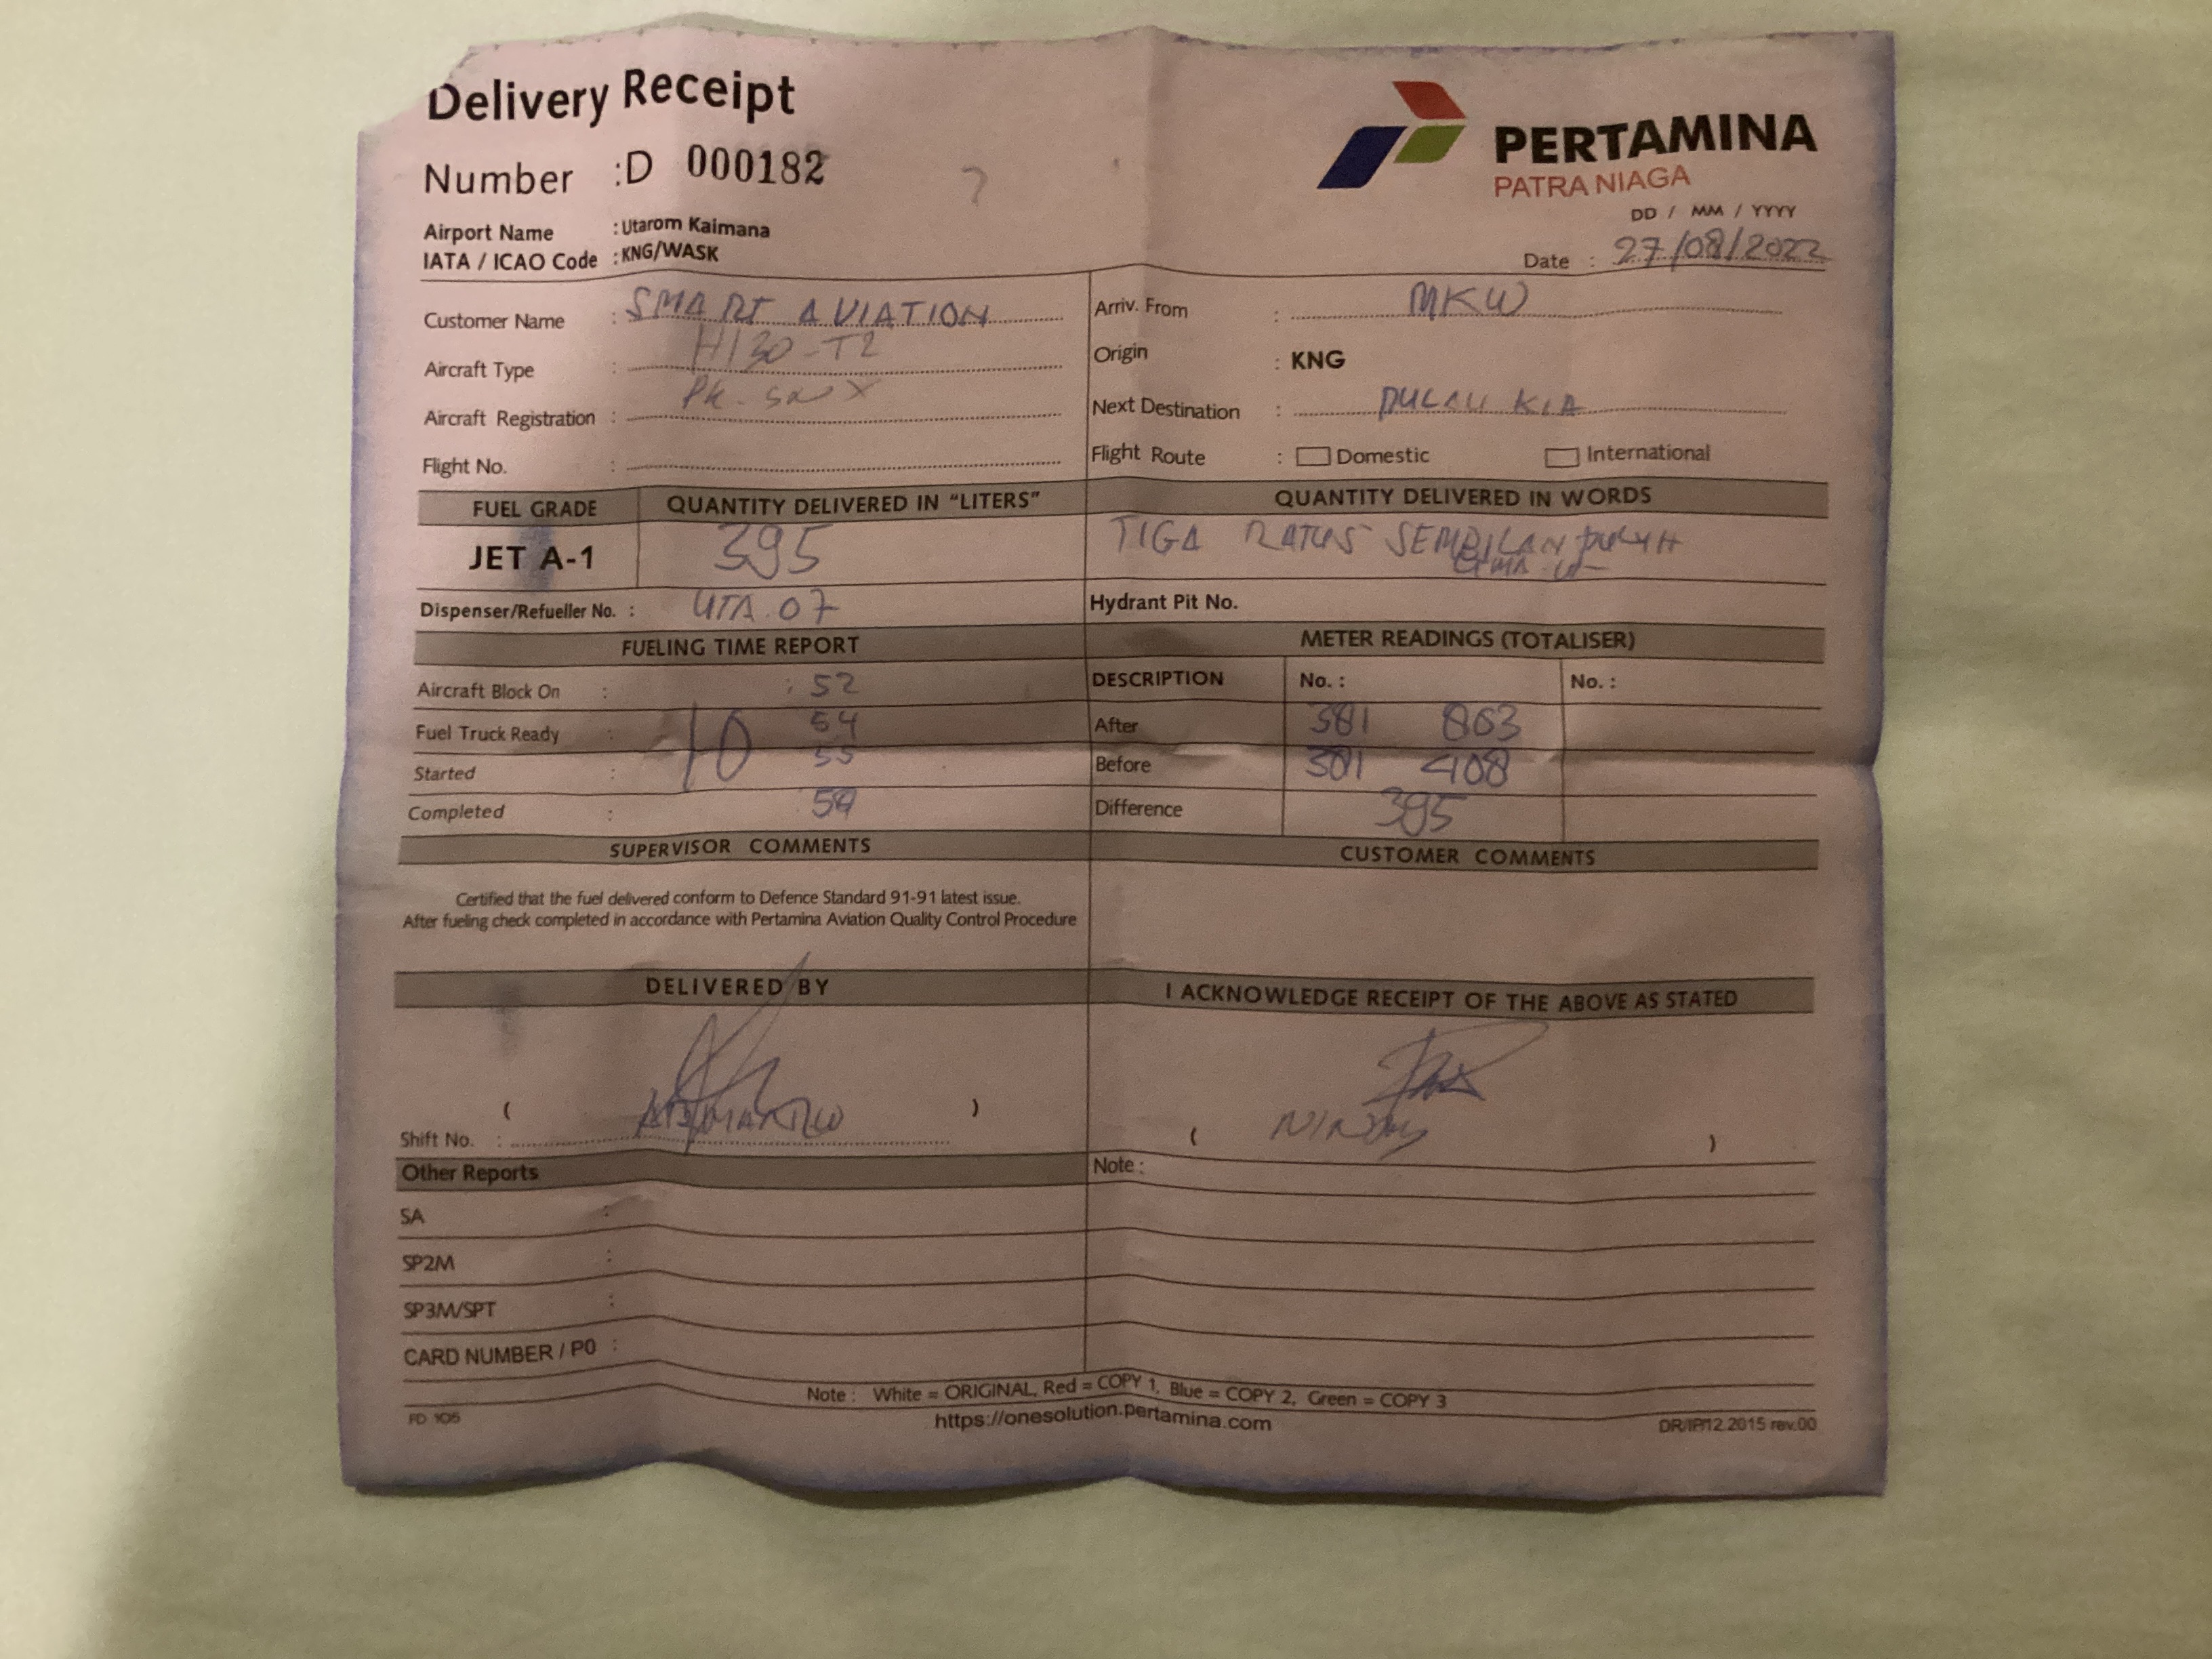 Delivery Receipt
Number :D 000182
PERTAMINA
PATRA NIAGA
Airport Name : Utarom Kaimana
IATA / ICAO Code : KNG/WASK
DD / MM / YYYY
Date : 27/08/2022
Customer Name : SMART AVIATION
Aircraft Type : H130-T2
Aircraft Registration : PK-
Flight No. :
Arriv. From : MKW
Origin : KNG
Next Destination : PULAU KIA
Flight Route : Domestic International
FUEL GRADE QUANTITY DELIVERED IN "LITERS" QUANTITY DELIVERED IN WORDS
JET A-1 395 TIGA RATUS SEMBILAN PULUH
LIMA
Dispenser/Refueller No. : UTA 07 Hydrant Pit No.
FUELING TIME REPORT METER READINGS (TOTALISER)
Aircraft Block On : : 52
Fuel Truck Ready : 10 54
Started : 55
Completed :
DESCRIPTION No. : No. :
After 381
Before 408
Difference 395
SUPERVISOR COMMENTS CUSTOMER COMMENTS
Certified that the fuel delivered conform to Defence Standard 91-91 latest issue.
After fueling check completed in accordance with Pertamina Aviation Quality Control Procedure
DELIVERED BY I ACKNOWLEDGE RECEIPT OF THE ABOVE AS STATED
( )
Shift No. :
( )
Other Reports Note :
SA :
SP2M :
SP3M/SPT :
CARD NUMBER / P0 :
Note : White = ORIGINAL, Red = COPY 1, Blue = COPY 2, Green = COPY 3
https://onesolution.pertamina.com
FD 105
DR/IP/12.2015 rev.00